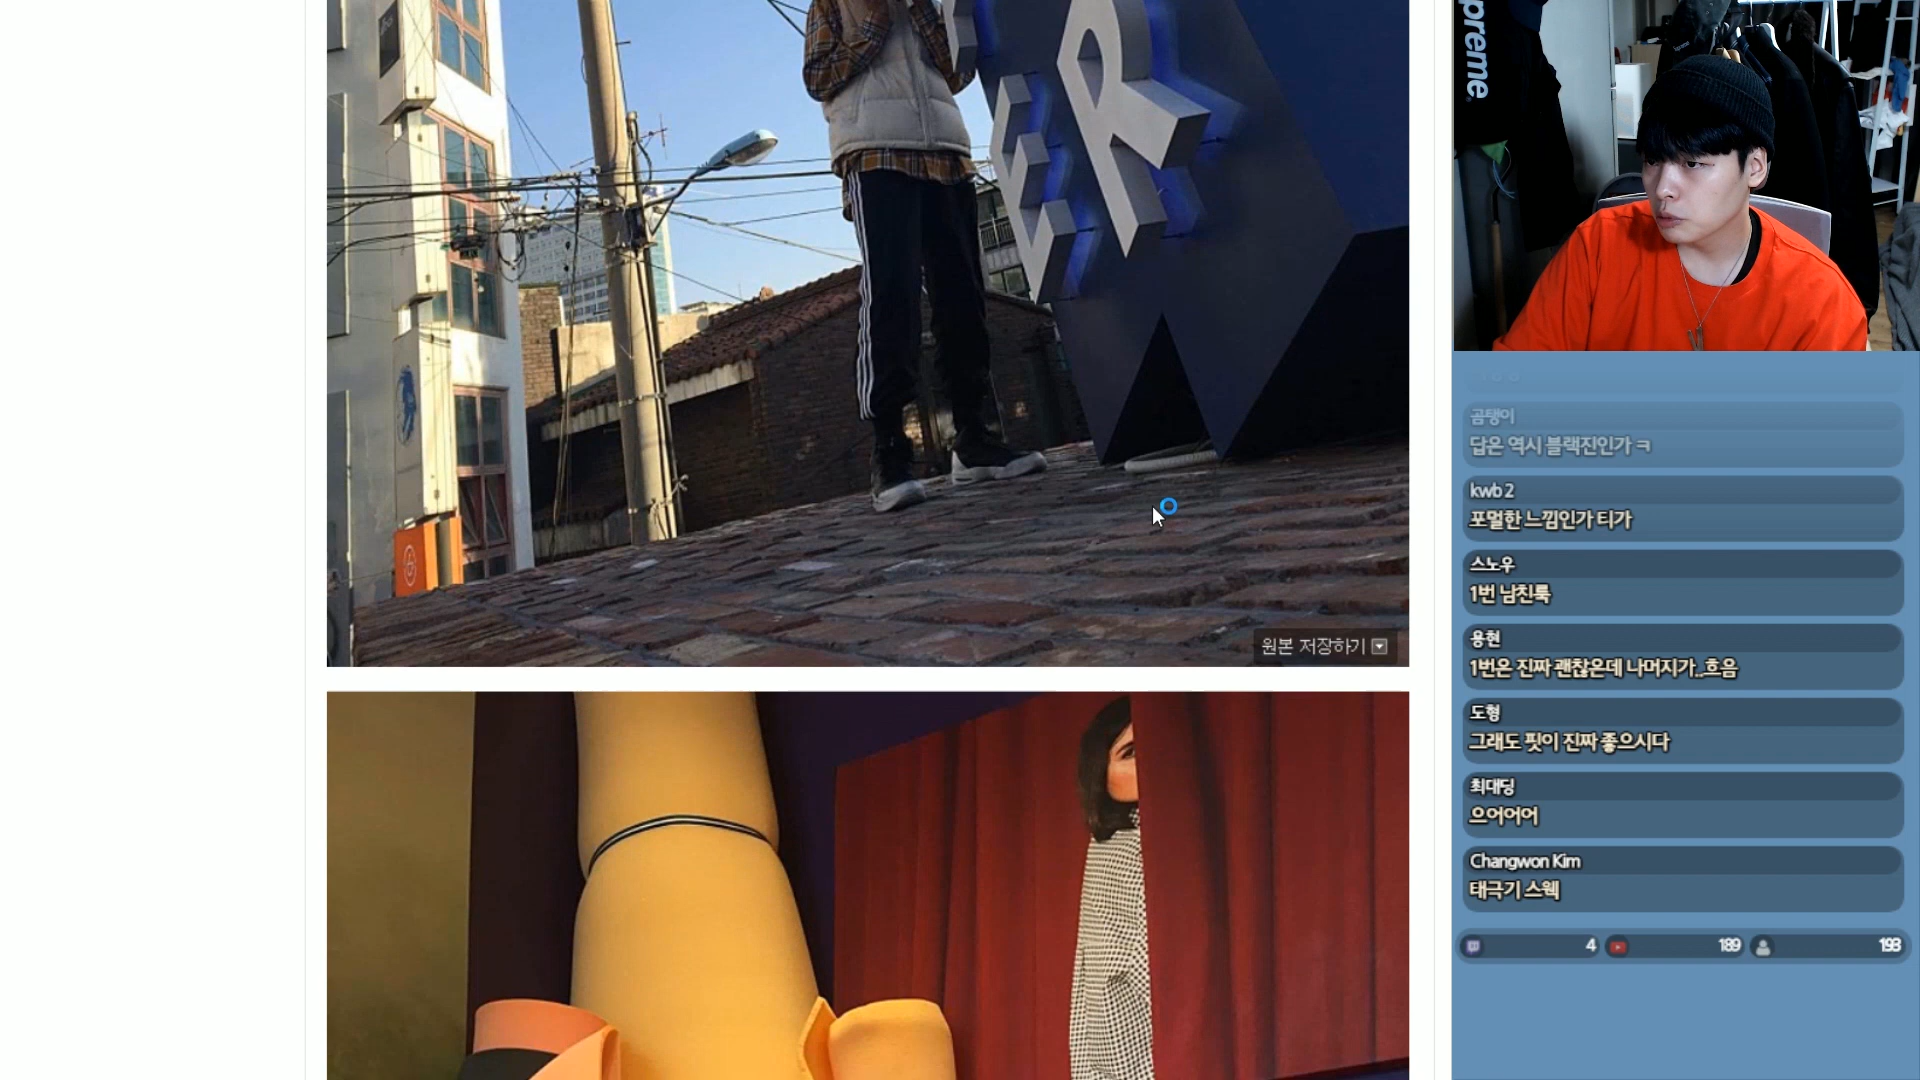 ER
preme
원본 저장하기
곰탱이
답은 역시 블랙진인가 ㅋ
kwb 2
포멀한 느낌인가 티가
스노우
1번 남친룩
용현
1번은 진짜 괜찮은데 나머지가..흐음
도형
그래도 핏이 진짜 좋으시다
최대딩
으어어어
Changwon Kim
태극기 스웩
4
189
193